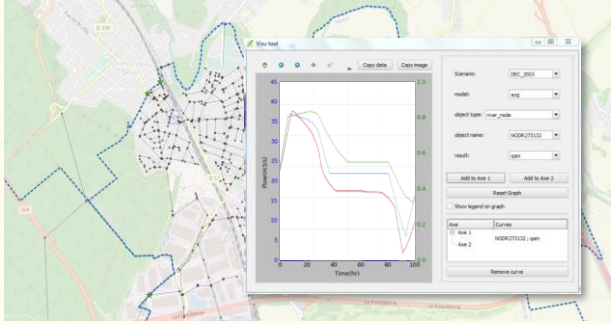 Visu tool
Copy data
Copy image
Scenario:
DEC_2003
model:
avg
object type:
river_node
object name:
NODR273132
result:
qam
Add to Axe 1
Add to Axe 2
Reset Graph
Show legend on graph
Axe
Curves
Axe 1
NODR273132 ; qam
Axe 2
Remove curve
Flow(m3/s)
45
40
35
30
25
20
15
10
5
0
1.0
0.8
0.6
0.4
0.2
0.0
0 20 40 60 80 100
Time(hr)